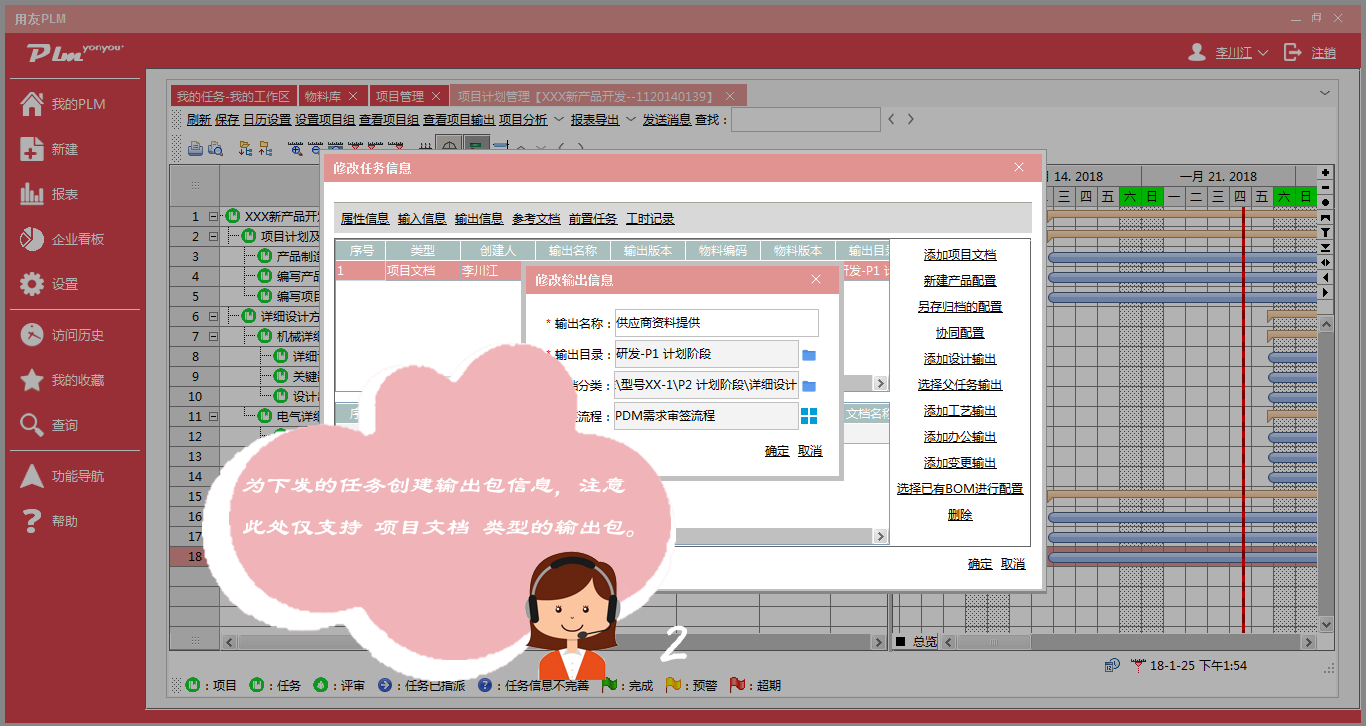 用友PLM
PLM yonyou
李川江
注销
我的PLM
新建
报表
企业看板
设置
访问历史
我的收藏
查询
功能导航
帮助
我的任务-我的工作区 物料库 项目管理 项目计划管理【XXX新产品开发--1120140139】
刷新 保存 日历设置 设置项目组 查看项目组 查看项目输出 项目分析 报表导出 发送消息 查找：
14. 2018 一月 21. 2018
三 四 五 六 日 一 二 三 四 五 六 日
1 XXX新产品开
2 项目计划及
3 产品制造
4 编写产品
5 编写项目
6 详细设计方
7 机械详细
8 详细
9 关键
10 设计
11 电气详细
12
13
14
15
16
17
18
修改任务信息
属性信息 输入信息 输出信息 参考文档 前置任务 工时记录
序号 类型 创建人 输出名称 输出版本 物料编码 物料版本 输出目
1 项目文档 李川江 研发-P1
文档名称
添加项目文档
新建产品配置
另存归档的配置
协同配置
添加设计输出
选择父任务输出
添加工艺输出
添加办公输出
添加变更输出
选择已有BOM进行配置
删除
确定 取消
修改输出信息
* 输出名称：供应商资料提供
输出目录：研发-P1 计划阶段
分类：\型号XX-1\P2 计划阶段\详细设计
流程：PDM需求审签流程
确定 取消
为下发的任务创建输出包信息，注意
此处仅支持 项目文档 类型的输出包。
2
总览
18-1-25 下午1:54
：项目 ：任务 ：评审 ：任务已指派 ：任务信息不完善 ：完成 ：预警 ：超期